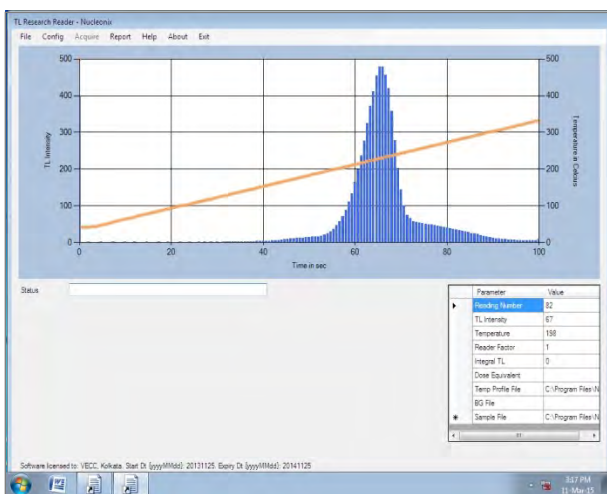 TL Research Reader - Nucleonix
File Config Acquire Report Help About Exit
500 500
400 400
300 300
200 200
100 100
0 0
0 20 40 60 80 100
TL Intensity
Temperature in Celcius
Time in sec
Status
Parameter Value
Reading Number 82
TL Intensity 67
Temperature 198
Reader Factor 1
Integral TL 0
Dose Equivalent
Temp Profile File C:\Program Files\N
BG File
Sample File C:\Program Files\N
Software licensed to: VECC, Kolkata. Start Dt (yyyyMMdd): 20131125. Expiry Dt (yyyyMMdd): 20141125
3:17 PM
11-Mar-15